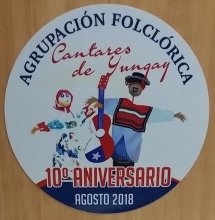 AGRUPACIÓN FOLCLÓRICA
Cantares
de Yungay
10º ANIVERSARIO
AGOSTO 2018